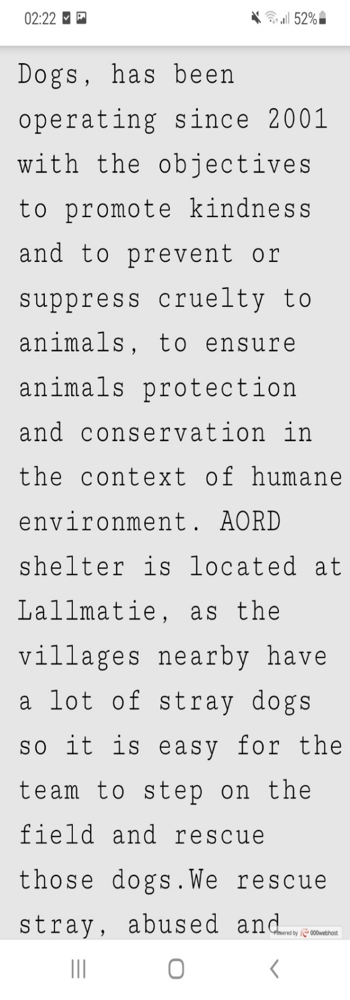 02:22 52%
Dogs, has been
operating since 2001
with the objectives
to promote kindness
and to prevent or
suppress cruelty to
animals, to ensure
animals protection
and conservation in
the context of humane
environment. AORD
shelter is located at
Lallmatie, as the
villages nearby have
a lot of stray dogs
so it is easy for the
team to step on the
field and rescue
those dogs.We rescue
stray, abused and
Powered by 000webhost